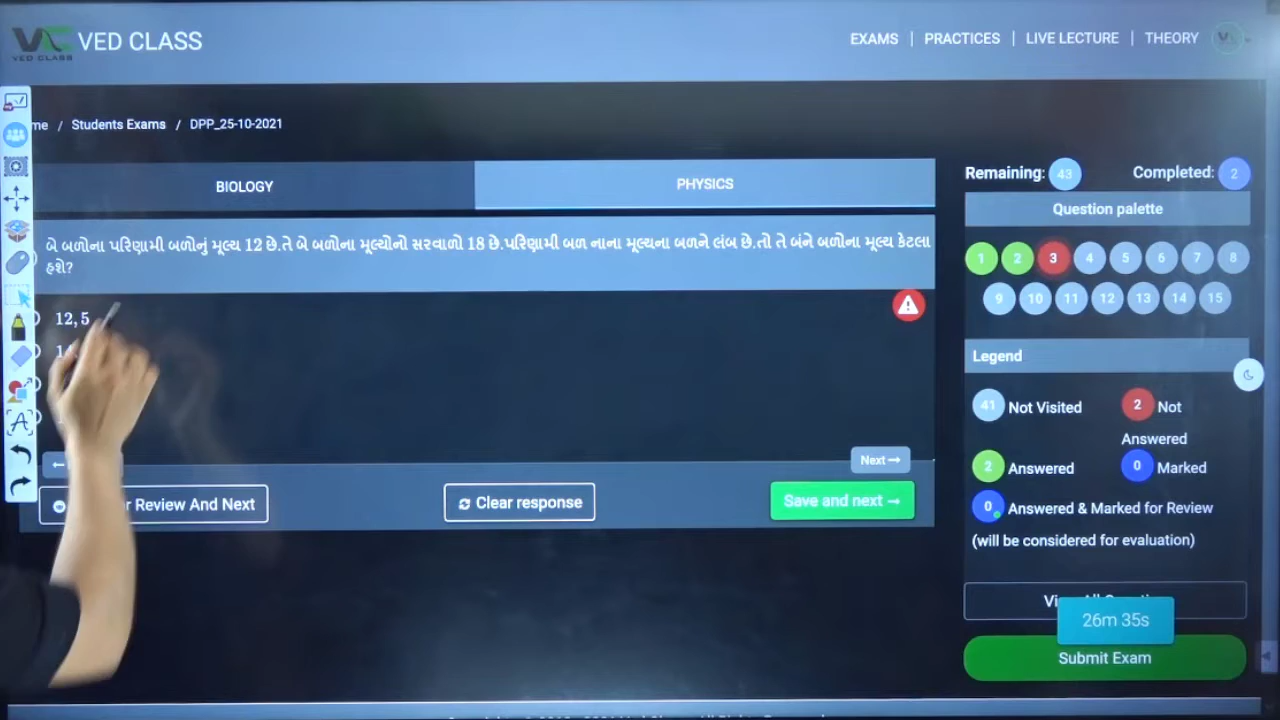 VED CLASS
VED CLASS
EXAMS | PRACTICES | LIVE LECTURE | THEORY
/ Students Exams / DPP_25-10-2021
BIOLOGY
PHYSICS
બે બળોના પરિણામી બળોનું મૂલ્ય 12 છે.તે બે બળોના મૂલ્યોનો સરવાળો 18 છે.પરિણામી બળ નાના મૂલ્યના બળને લંબ છે.તો તે બંને બળોના મૂલ્ય કેટલા
હશે?
12, 5
Next →
Review And Next
Clear response
Save and next →
Remaining: 43
Completed: 2
Question palette
1 2 3 4 5 6 7 8
9 10 11 12 13 14 15
Legend
41 Not Visited
2 Not
Answered
2 Answered
0 Marked
0 Answered & Marked for Review
(will be considered for evaluation)
26m 35s
Submit Exam